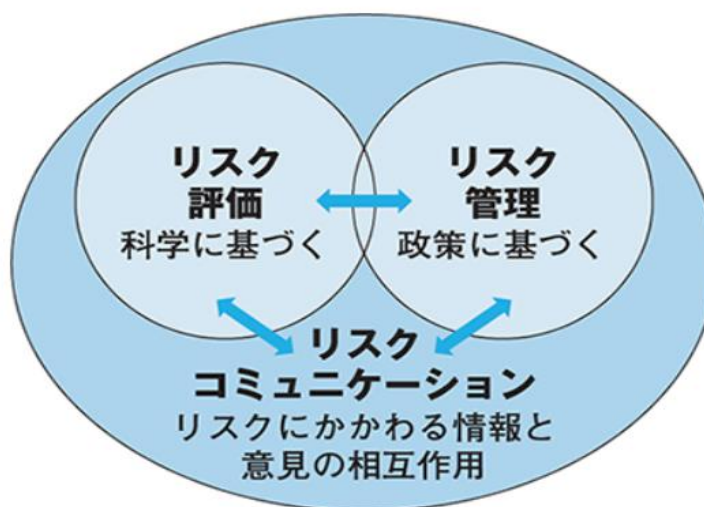 リスク
評価
科学に基づく
リスク
管理
政策に基づく
リスク
コミュニケーション
リスクにかかわる情報と
意見の相互作用